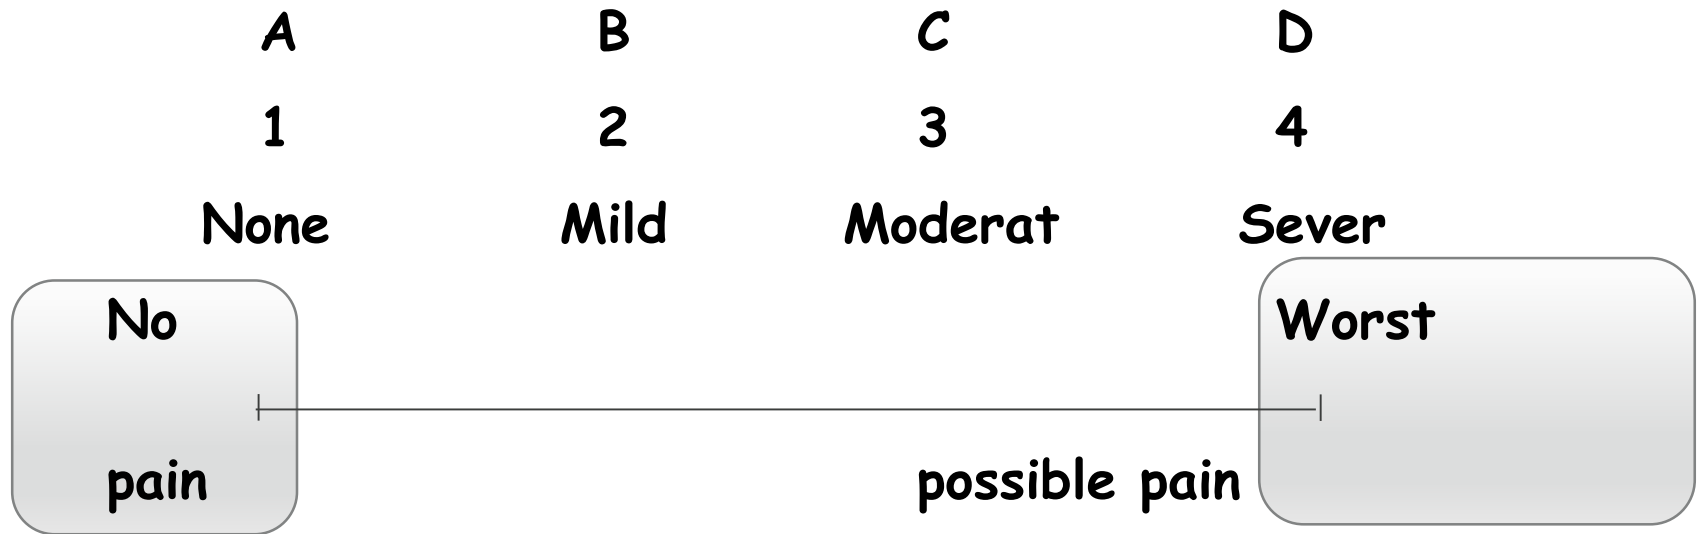 A B C D
1 2 3 4
None Mild Moderat Sever
No Worst
pain possible pain